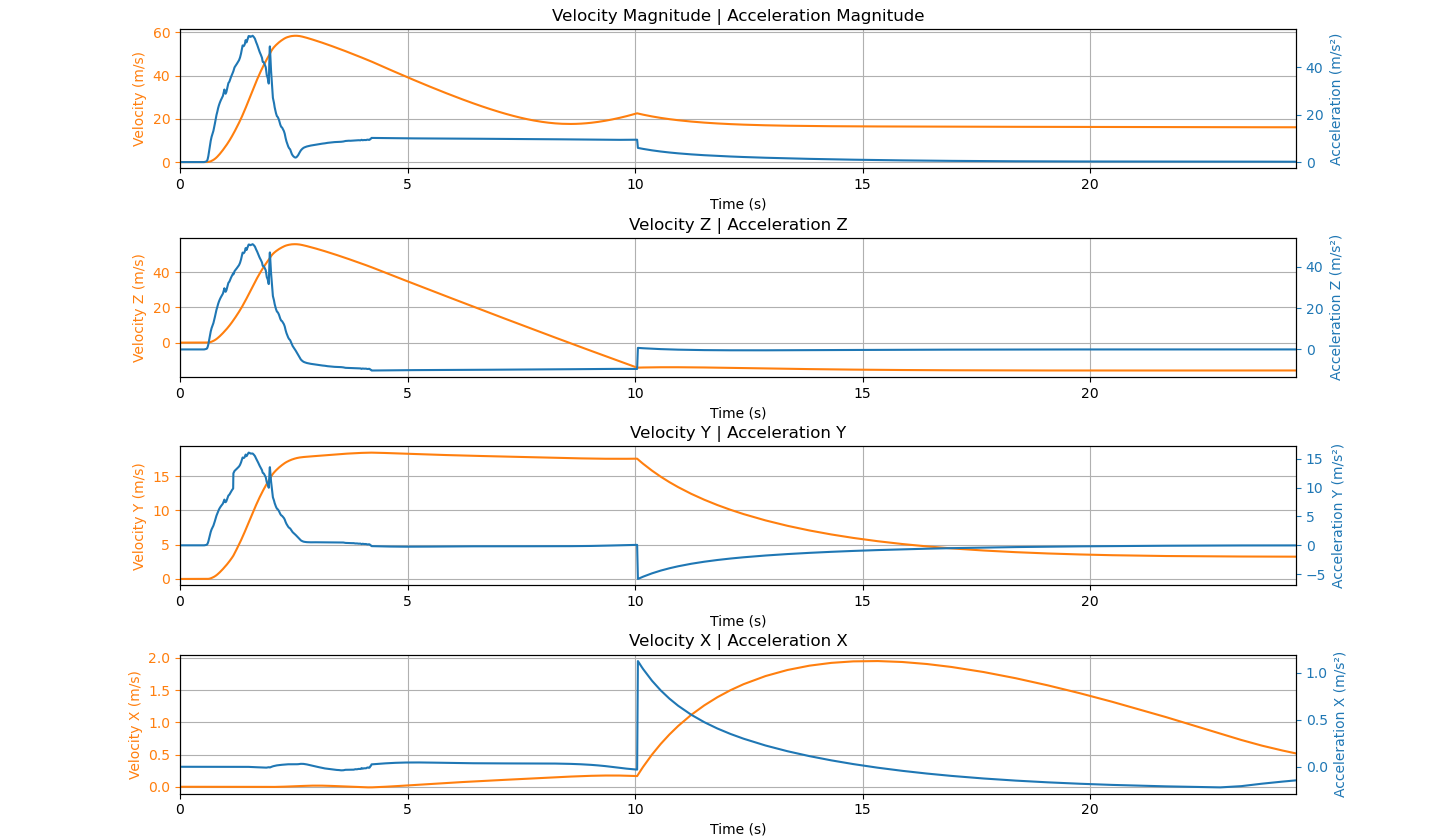 Velocity Magnitude | Acceleration Magnitude
60
40
20
0
Velocity (m/s)
40
20
0
Acceleration (m/s²)
0 5 10 15 20
Time (s)
Velocity Z | Acceleration Z
40
20
0
Velocity Z (m/s)
40
20
0
Acceleration Z (m/s²)
0 5 10 15 20
Time (s)
Velocity Y | Acceleration Y
15
10
5
0
Velocity Y (m/s)
15
10
5
0
−5
Acceleration Y (m/s²)
0 5 10 15 20
Time (s)
Velocity X | Acceleration X
2.0
1.5
1.0
0.5
0.0
Velocity X (m/s)
1.0
0.5
0.0
Acceleration X (m/s²)
0 5 10 15 20
Time (s)